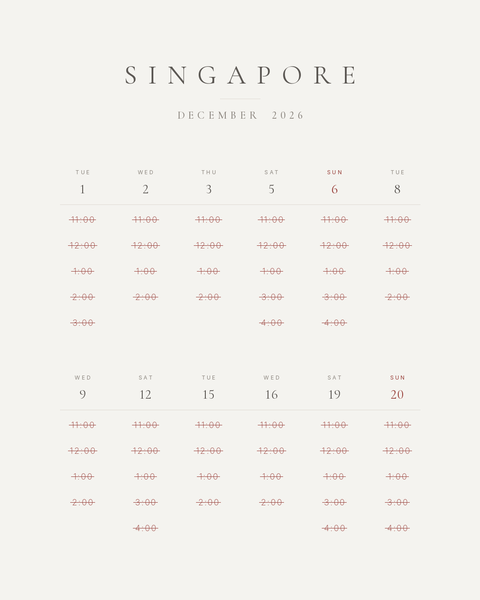 SINGAPORE
DECEMBER 2026
TUE WED THU SAT SUN TUE
1 2 3 5 6 8
11:00 11:00 11:00 11:00 11:00 11:00
12:00 12:00 12:00 12:00 12:00 12:00
1:00 1:00 1:00 1:00 1:00 1:00
2:00 2:00 2:00 3:00 3:00 2:00
3:00 4:00 4:00
WED SAT TUE WED SAT SUN
9 12 15 16 19 20
11:00 11:00 11:00 11:00 11:00 11:00
12:00 12:00 12:00 12:00 12:00 12:00
1:00 1:00 1:00 1:00 1:00 1:00
2:00 3:00 2:00 2:00 3:00 3:00
4:00 4:00 4:00